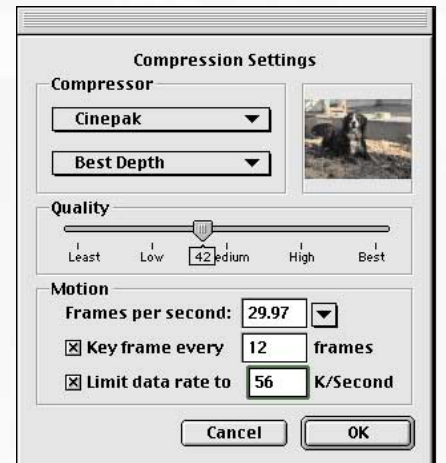 Compression Settings
Compressor
Cinepak
Best Depth
Quality
Least Low 42 edium High Best
Motion
Frames per second: 29.97
Key frame every 12 frames
Limit data rate to 56 K/Second
Cancel OK